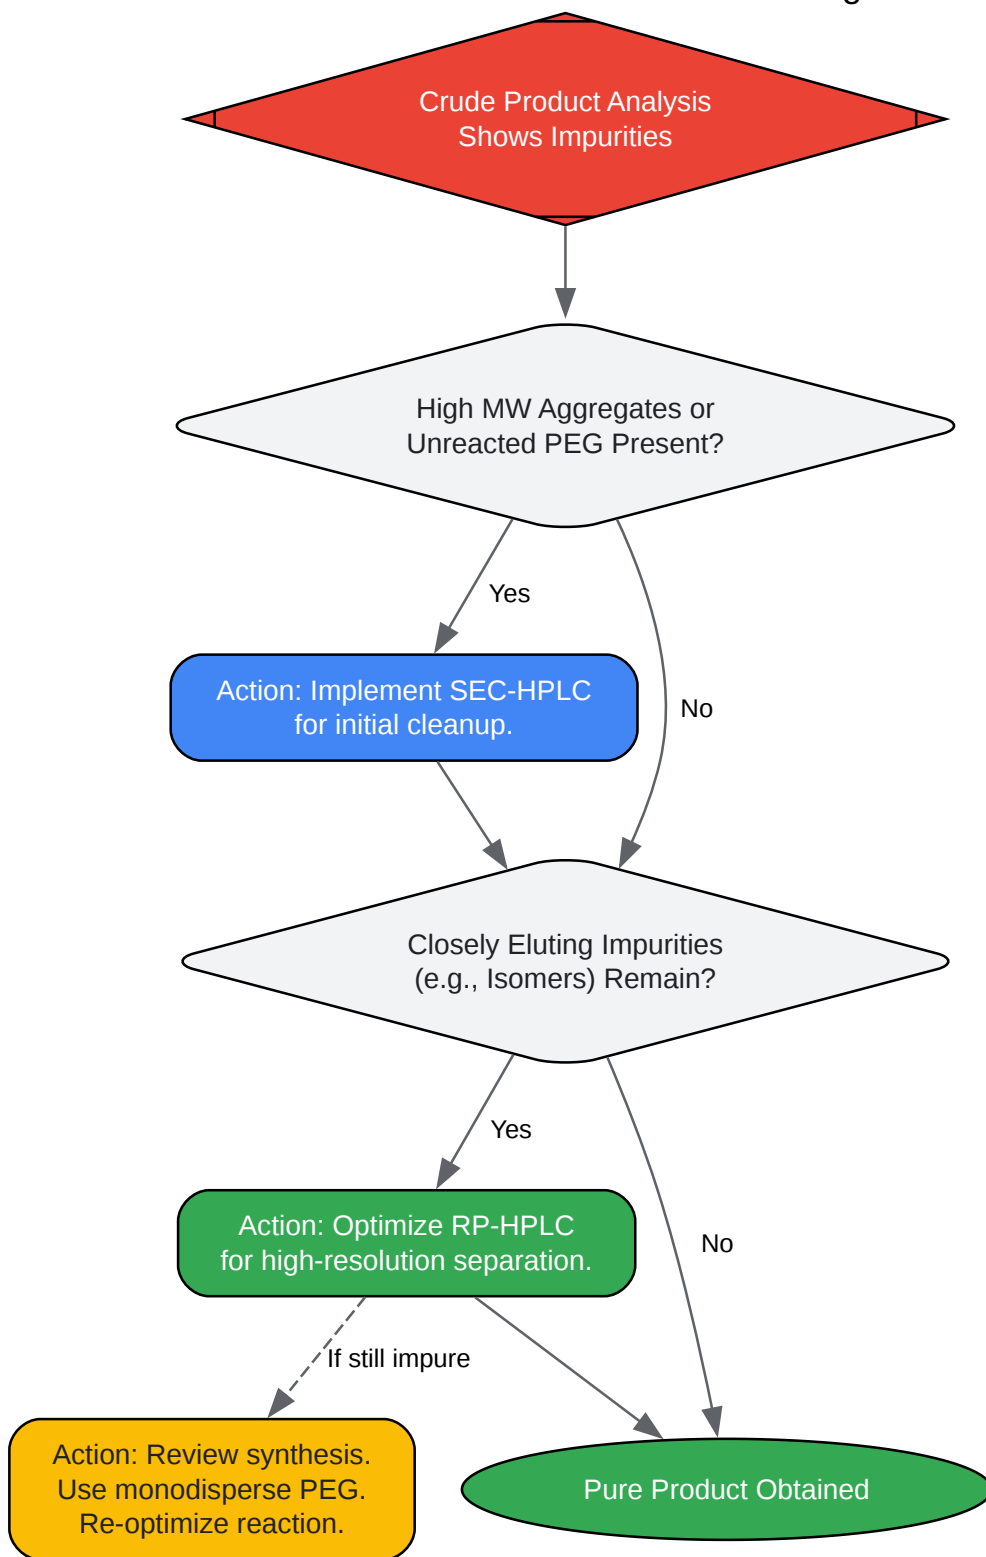 Crude Product Analysis
Shows Impurities
High MW Aggregates or
Unreacted PEG Present?
Yes
Action: Implement SEC-HPLC
for initial cleanup.
No
Closely Eluting Impurities
(e.g., Isomers) Remain?
Yes
Action: Optimize RP-HPLC
for high-resolution separation.
No
If still impure
Action: Review synthesis.
Use monodisperse PEG.
Re-optimize reaction.
Pure Product Obtained